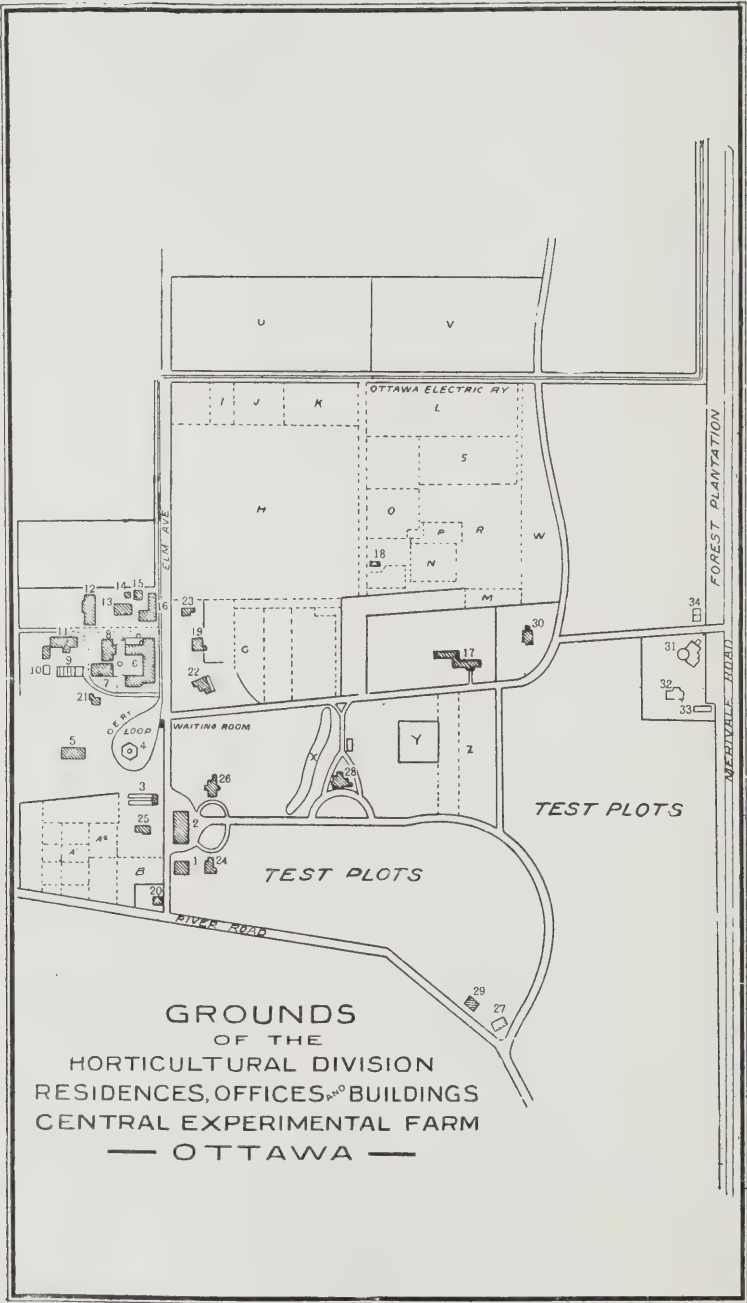 U
V
OTTAWA ELECTRIC RY
I
J
K
L
S
H
O
P
R
W
N
M
ELM AVE
FOREST PLANTATION
MERIVALE ROAD
18
12
14
15
13
16
23
34
11
8
6
19
G
17
30
31
10
9
7
22
32
21
33
WAITING ROOM
LOOP
4
5
X
Y
Z
26
28
3
2
25
TEST PLOTS
A
B
1
24
TEST PLOTS
20
RIVER ROAD
29
27
GROUNDS
OF THE
HORTICULTURAL DIVISION
RESIDENCES, OFFICES AND BUILDINGS
CENTRAL EXPERIMENTAL FARM
— OTTAWA —